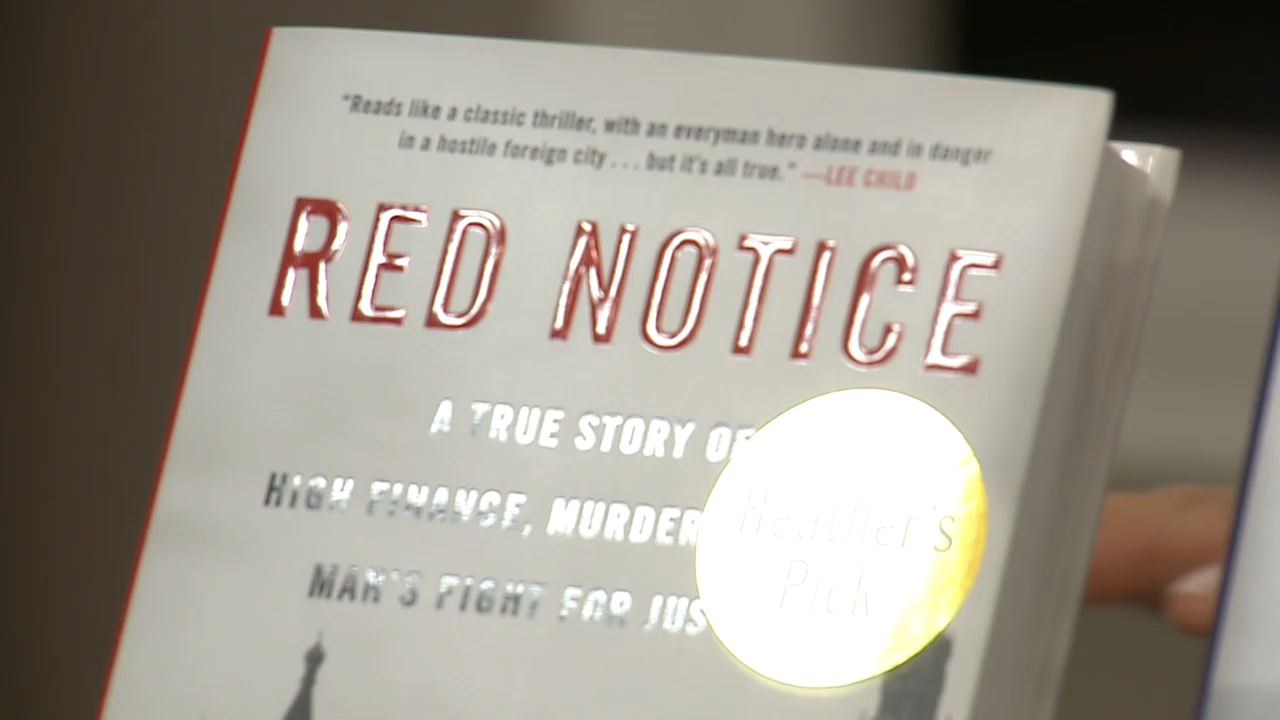 "Reads like a classic thriller, with an everyman hero alone and in danger
in a hostile foreign city . . . but it's all true." —LEE CHILD
RED NOTICE
A TRUE STORY OF
HIGH FINANCE, MURDER
MAN'S FIGHT FOR JUS
Heather's
Pick